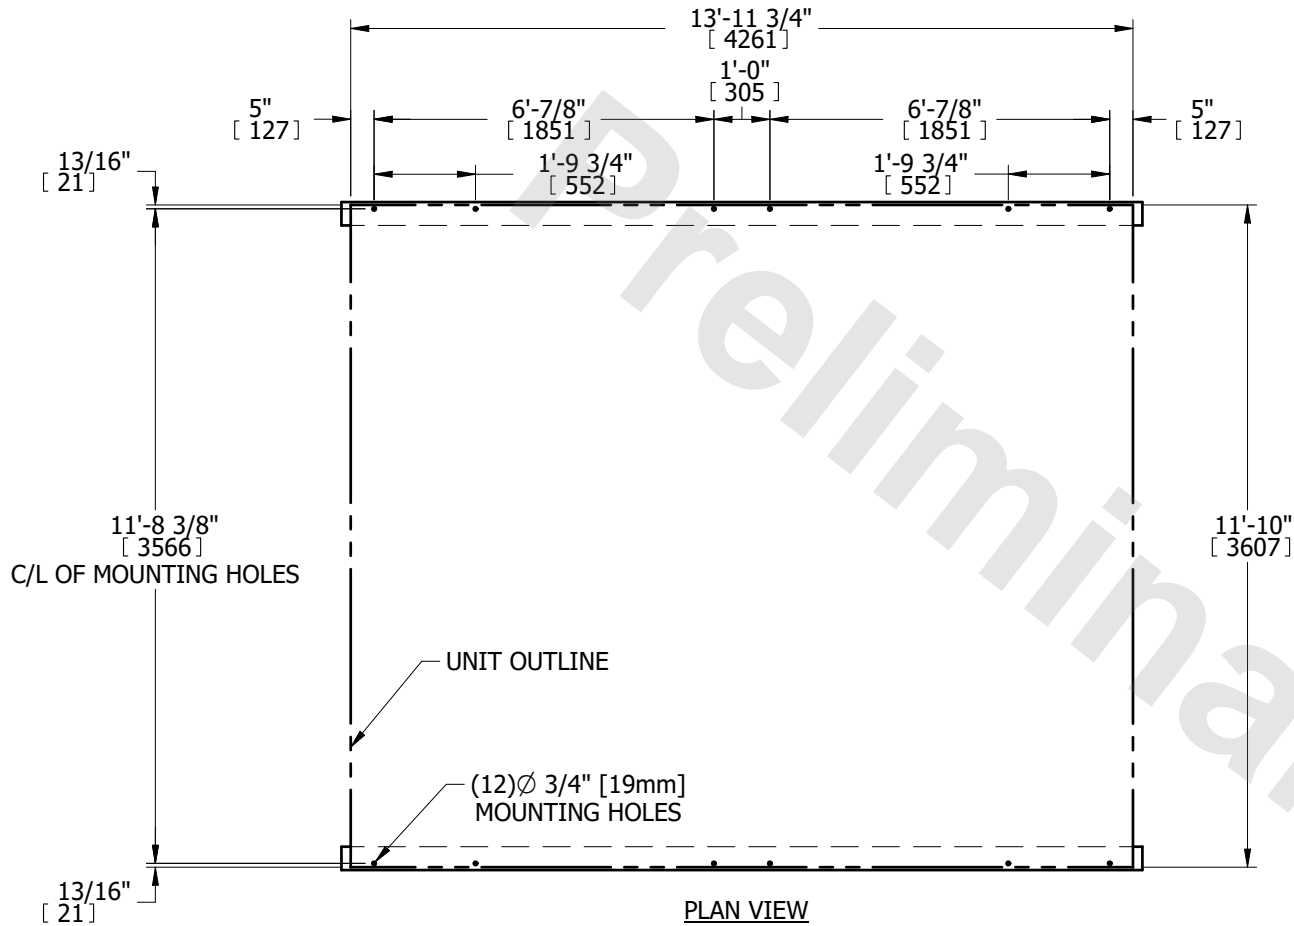 13'-11 3/4"
[ 4261]
1'-0"
[ 305 ]
5"
[ 127]
6'-7/8"
[ 1851 ]
6'-7/8"
[ 1851 ]
5"
[ 127]
13/16"
[ 21]
1'-9 3/4"
[ 552 ]
1'-9 3/4"
[ 552 ]
11'-8 3/8"
[ 3566]
C/L OF MOUNTING HOLES
11'-10"
[ 3607]
UNIT OUTLINE
(12)Ø 3/4" [19mm]
MOUNTING HOLES
13/16"
[ 21]
PLAN VIEW
Prelimina